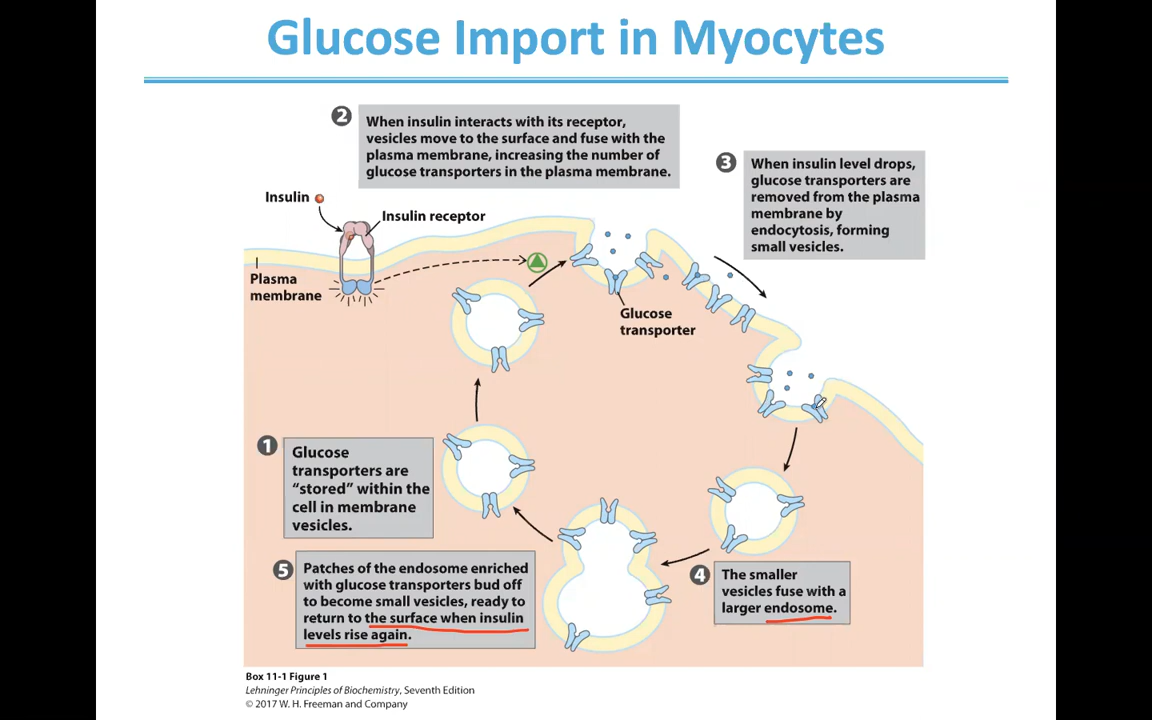 Glucose Import in Myocytes
2
When insulin interacts with its receptor,
vesicles move to the surface and fuse with the
plasma membrane, increasing the number of
glucose transporters in the plasma membrane.
3
When insulin level drops,
glucose transporters are
removed from the plasma
membrane by
endocytosis, forming
small vesicles.
Insulin
Insulin receptor
Plasma
membrane
Glucose
transporter
1
Glucose
transporters are
“stored” within the
cell in membrane
vesicles.
5
Patches of the endosome enriched
with glucose transporters bud off
to become small vesicles, ready to
return to the surface when insulin
levels rise again.
4
The smaller
vesicles fuse with a
larger endosome.
Box 11-1 Figure 1
Lehninger Principles of Biochemistry, Seventh Edition
© 2017 W. H. Freeman and Company